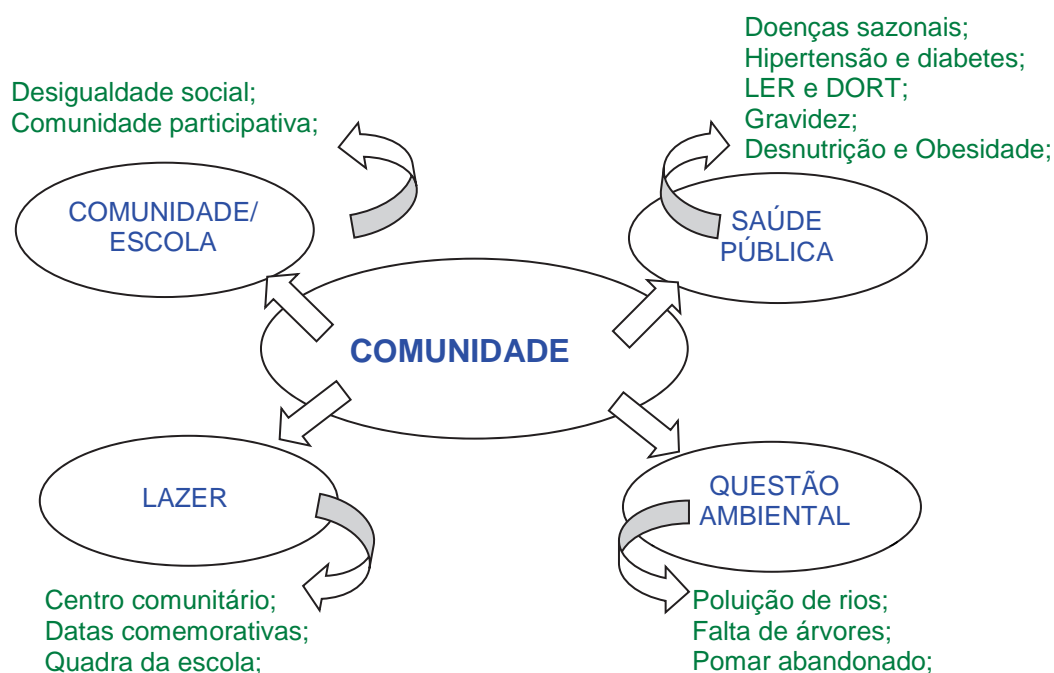 Desigualdade social;
Comunidade participativa;
Doenças sazonais;
Hipertensão e diabetes;
LER e DORT;
Gravidez;
Desnutrição e Obesidade;
COMUNIDADE/
ESCOLA
SAÚDE
PÚBLICA
COMUNIDADE
LAZER
QUESTÃO
AMBIENTAL
Centro comunitário;
Datas comemorativas;
Quadra da escola;
Poluição de rios;
Falta de árvores;
Pomar abandonado;